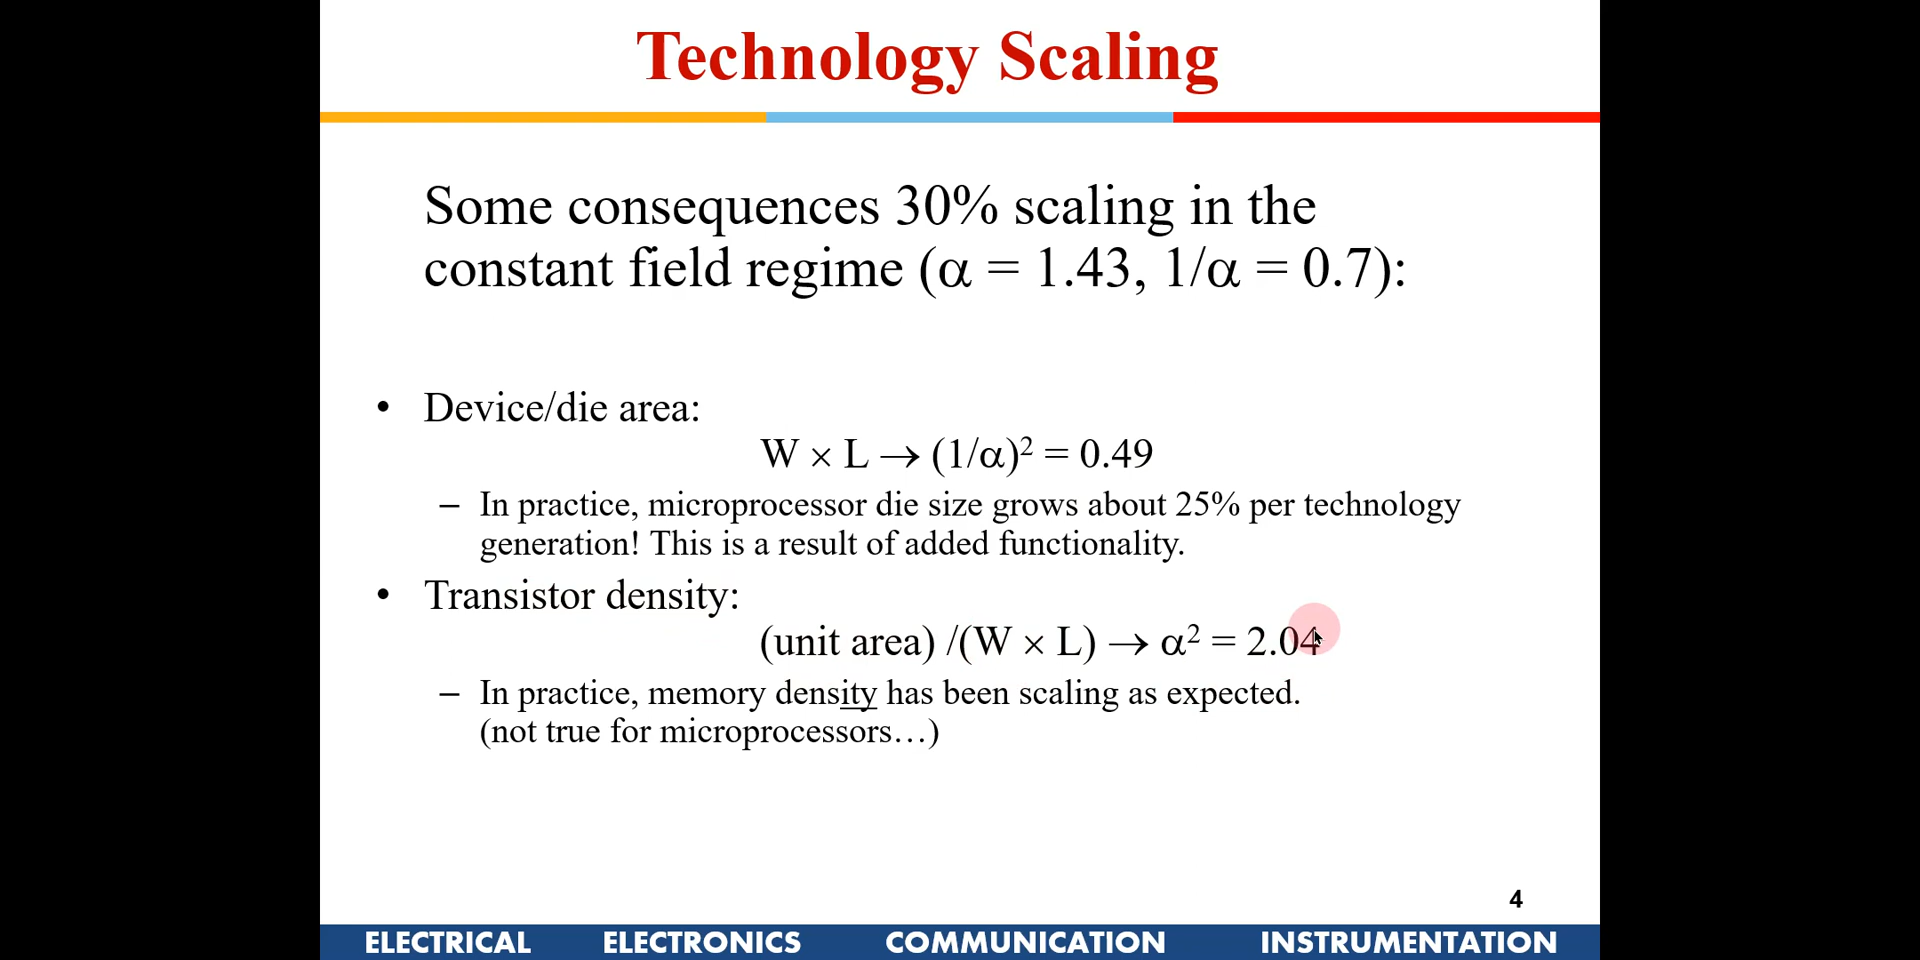 Technology Scaling
Some consequences 30% scaling in the
constant field regime (α = 1.43, 1/α = 0.7):
• Device/die area:
W × L → (1/α)² = 0.49
– In practice, microprocessor die size grows about 25% per technology
generation! This is a result of added functionality.
• Transistor density:
(unit area) /(W × L) → α² = 2.04
– In practice, memory density has been scaling as expected.
(not true for microprocessors…)
4
ELECTRICAL ELECTRONICS COMMUNICATION INSTRUMENTATION